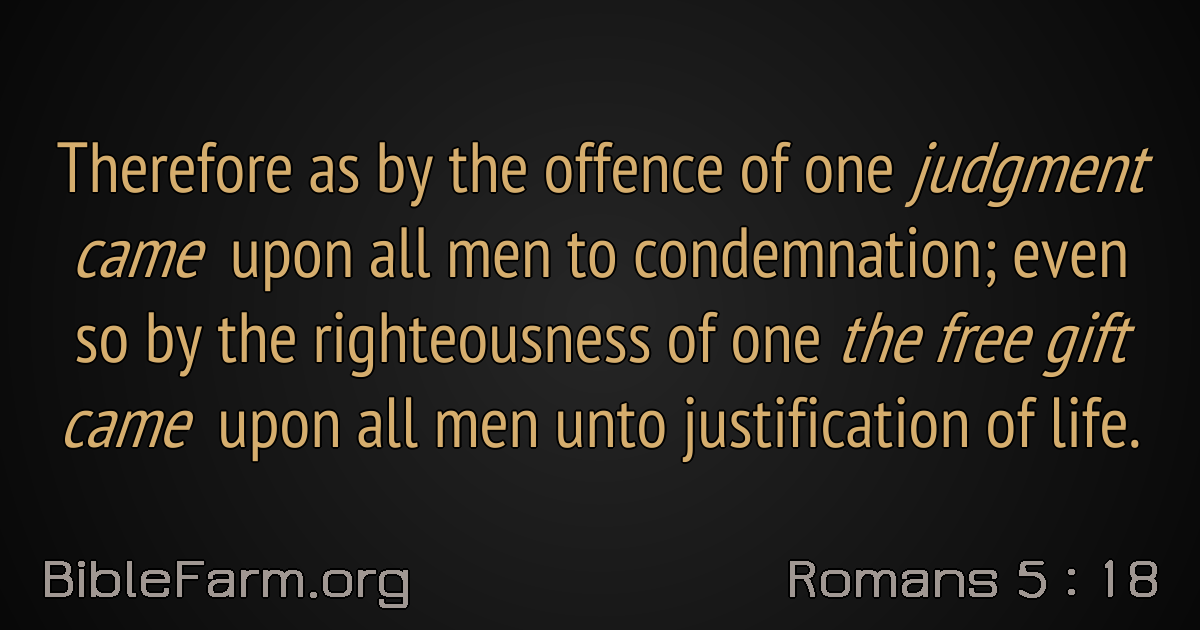 Therefore as by the offence of one judgment
came upon all men to condemnation; even
so by the righteousness of one the free gift
came upon all men unto justification of life.
BibleFarm.org
Romans 5 : 18